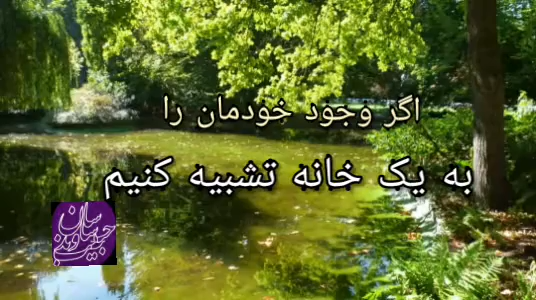 اگر وجود خودمان را
به یک خانه تشبیه کنیم